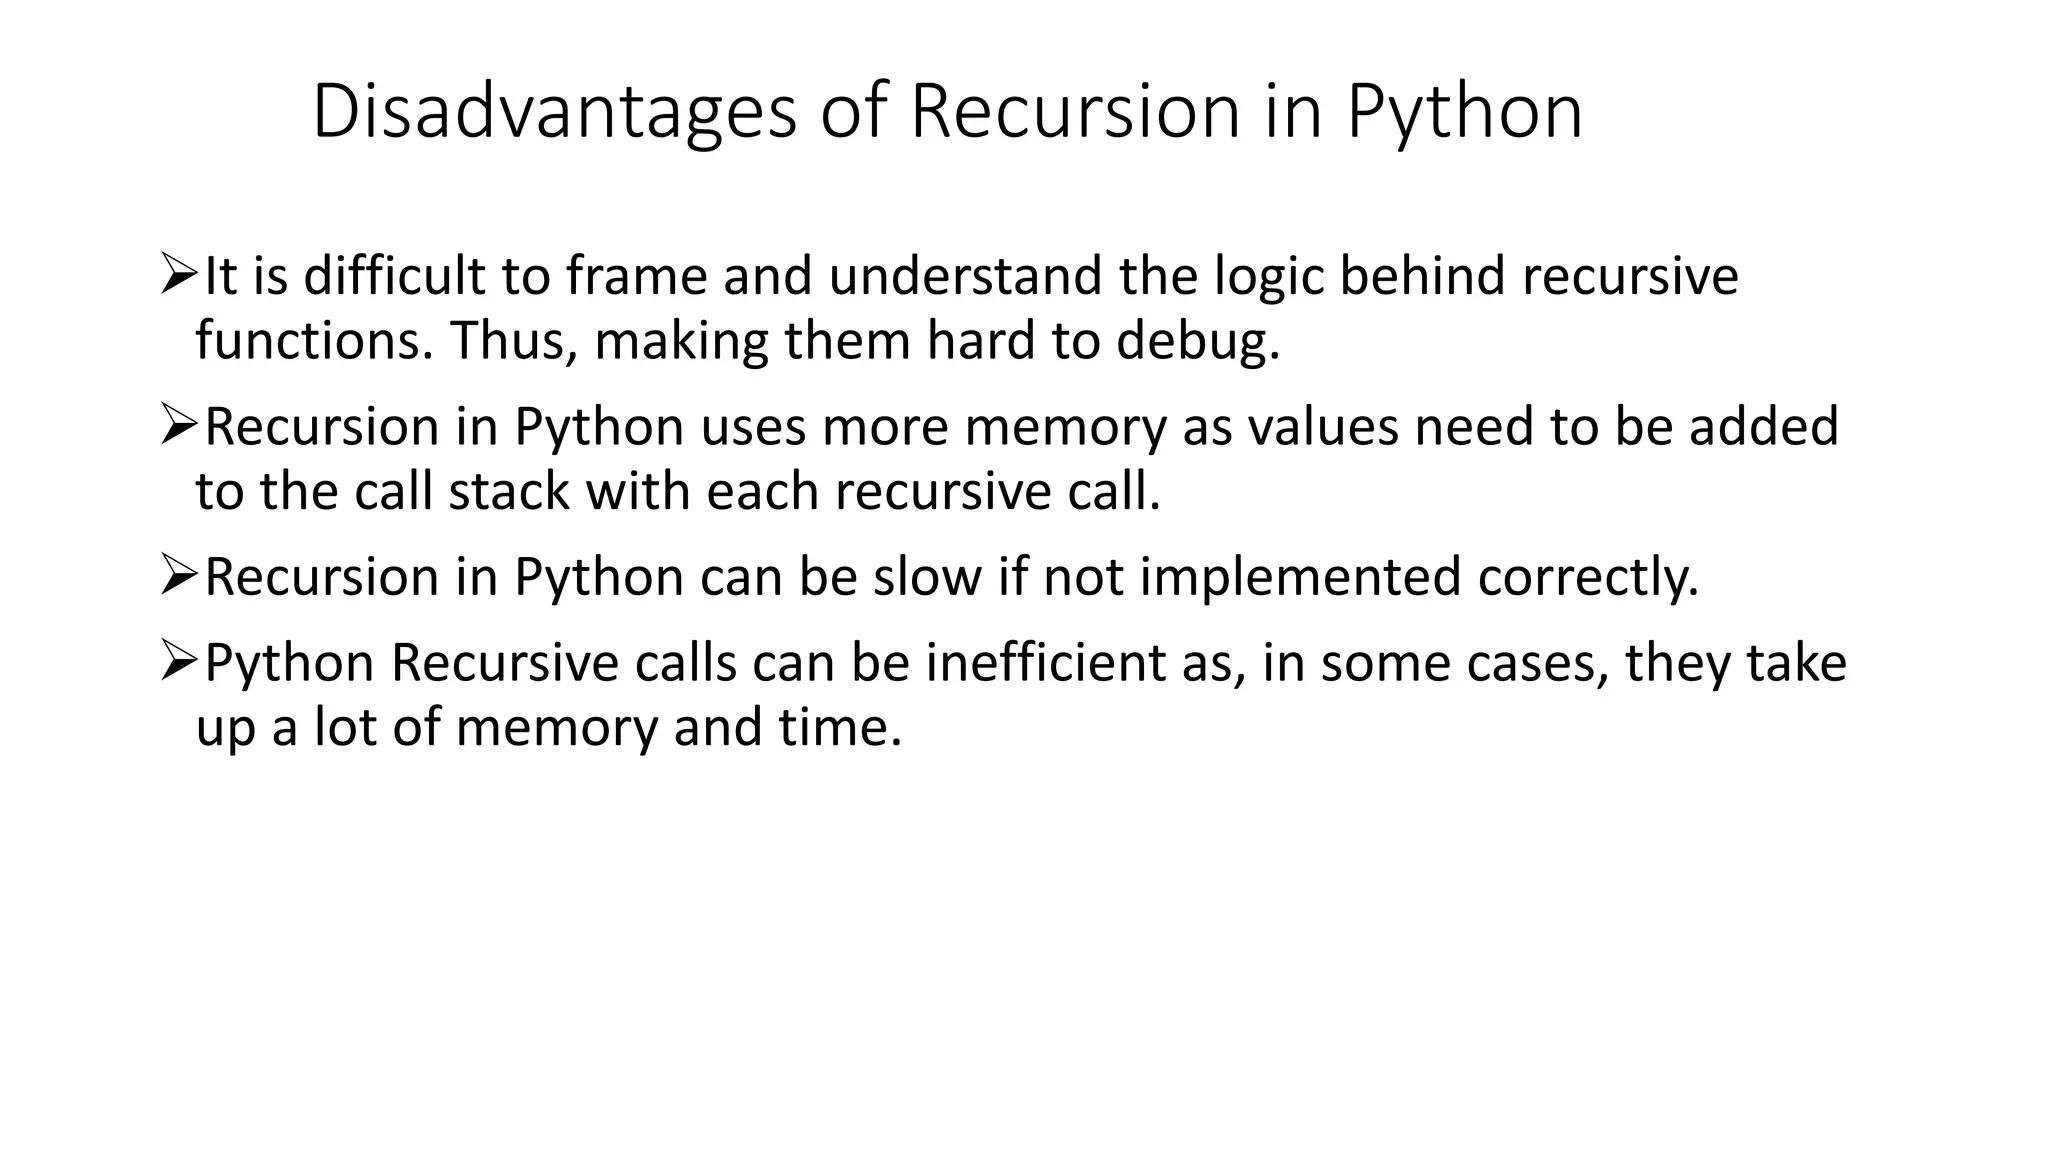 Disadvantages of Recursion in Python
➢It is difficult to frame and understand the logic behind recursive
functions. Thus, making them hard to debug.
➢Recursion in Python uses more memory as values need to be added
to the call stack with each recursive call.
➢Recursion in Python can be slow if not implemented correctly.
➢Python Recursive calls can be inefficient as, in some cases, they take
up a lot of memory and time.